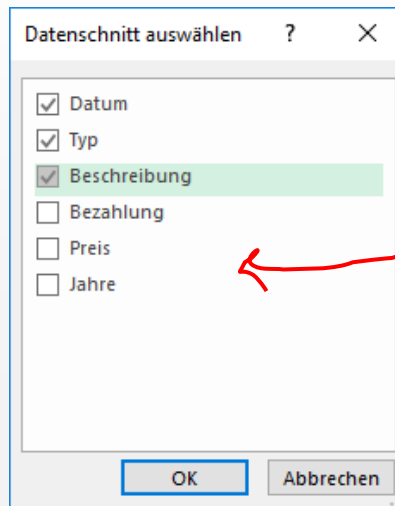 Datenschnitt auswählen ?
Datum
Typ
Beschreibung
Bezahlung
Preis
Jahre
OK Abbrechen